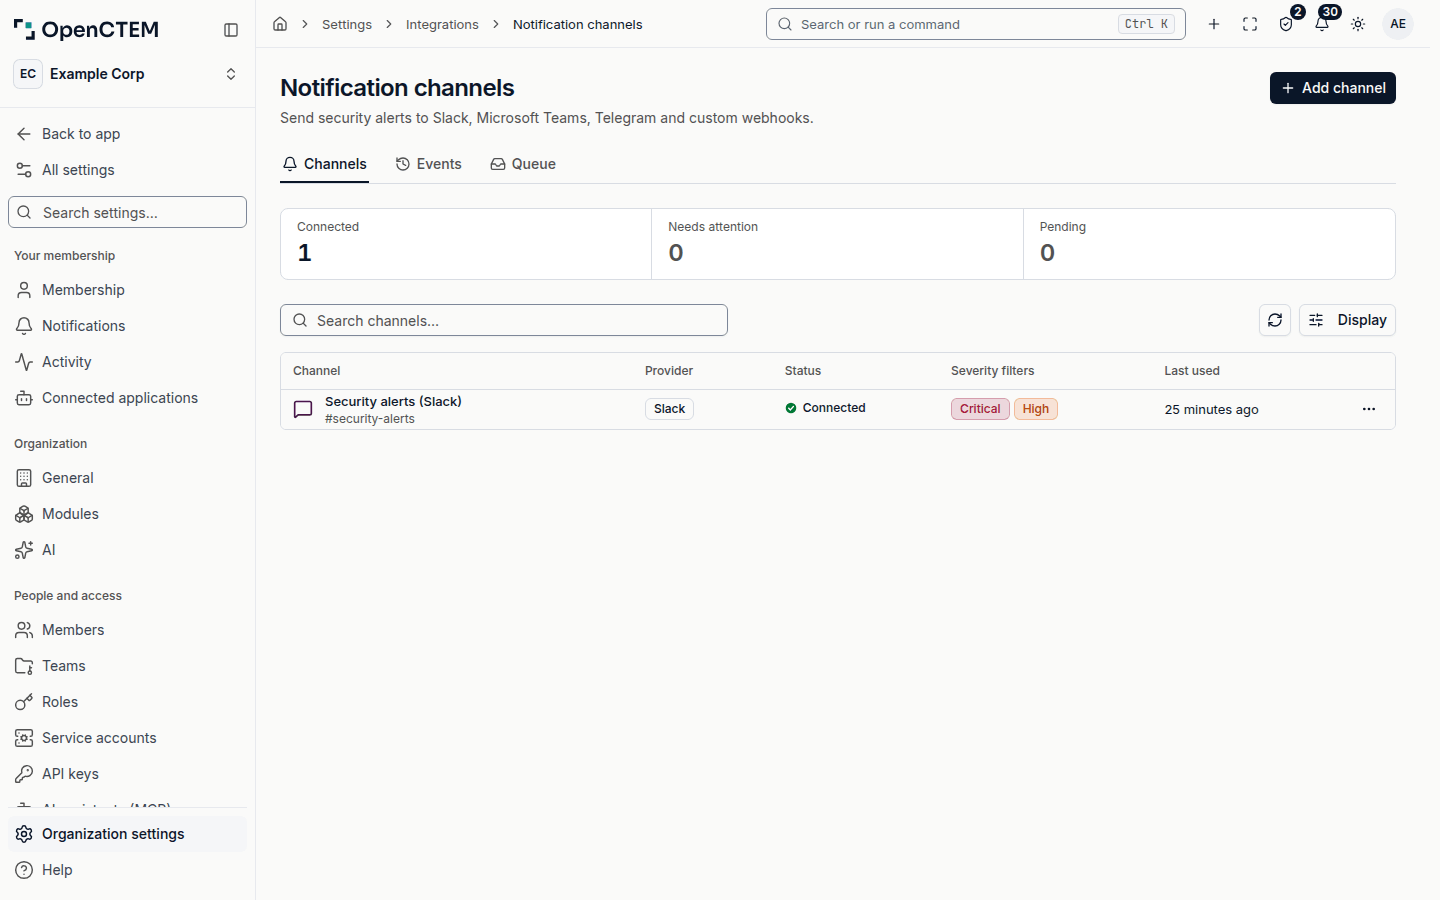 OpenCTEM
EC Example Corp
Back to app
All settings
Search settings...
Your membership
Membership
Notifications
Activity
Connected applications
Organization
General
Modules
AI
People and access
Members
Teams
Roles
Service accounts
API keys
Organization settings
Help
Settings Integrations Notification channels
Search or run a command Ctrl K
2 30 AE
Notification channels
Add channel
Send security alerts to Slack, Microsoft Teams, Telegram and custom webhooks.
Channels Events Queue
Connected Needs attention Pending
1 0 0
Search channels...
Display
Channel Provider Status Severity filters Last used
Security alerts (Slack) Slack Connected Critical High 25 minutes ago
#security-alerts